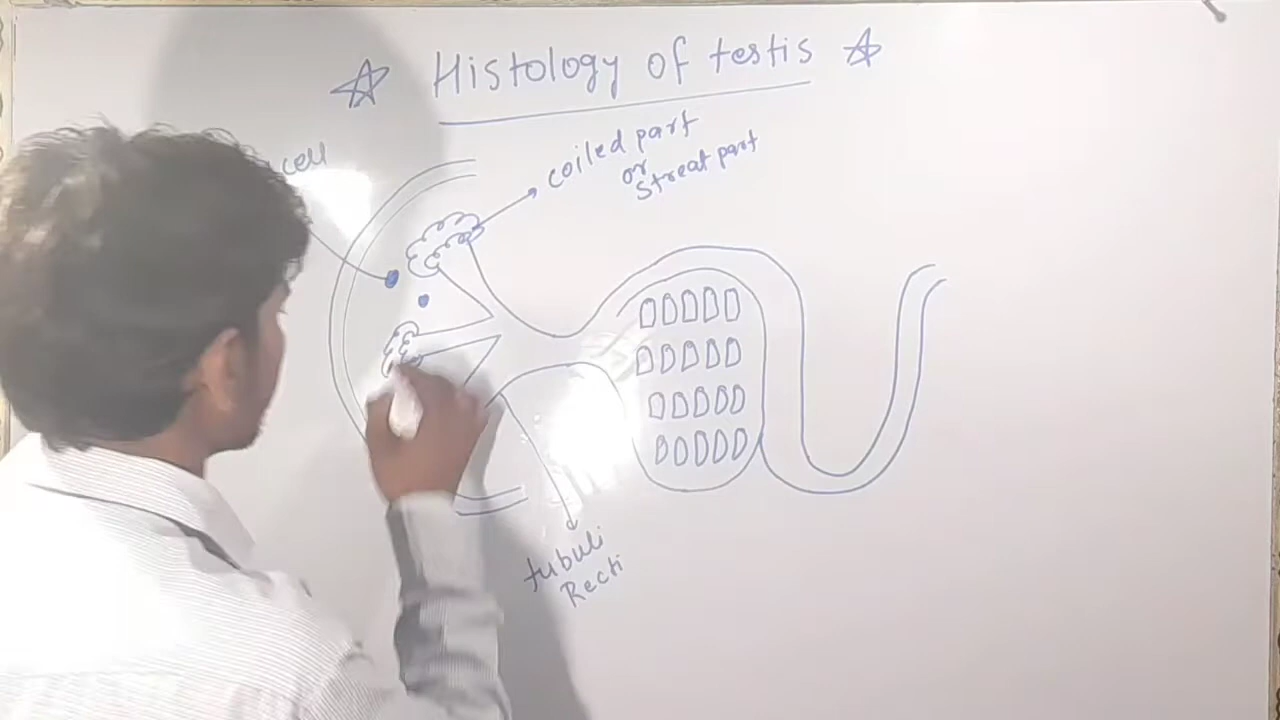 ☆ Histology of testis ☆
cell
coiled part
or
Streat part
tubuli
Recti